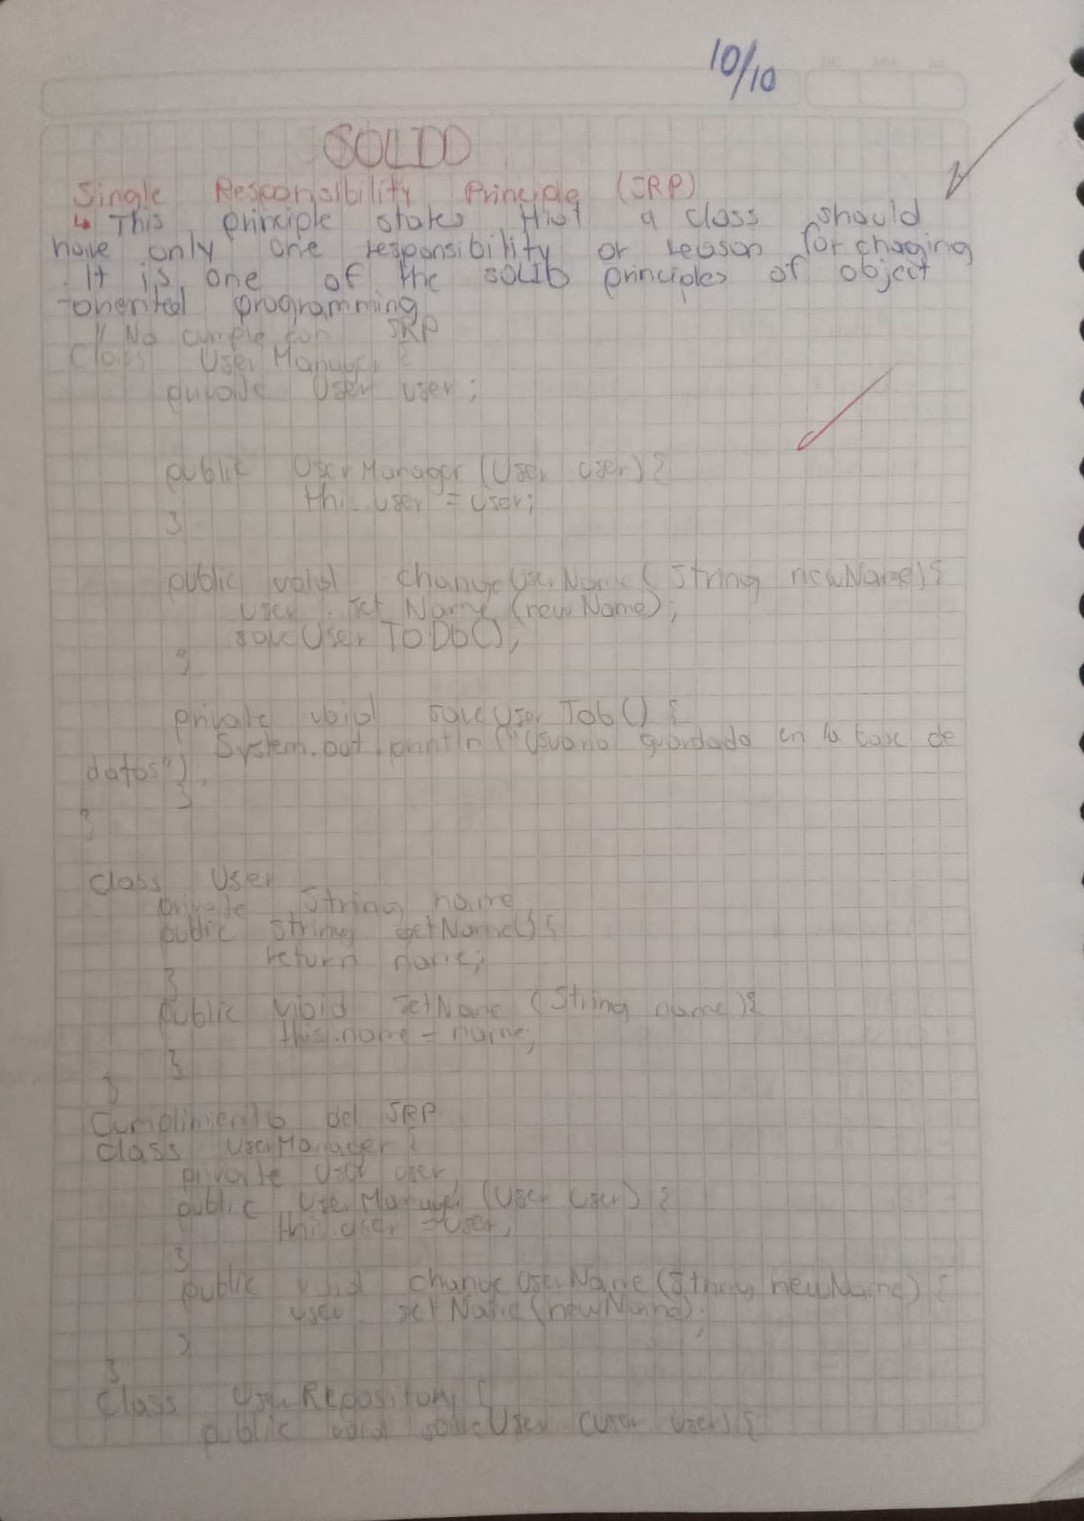 10/10
SOLID
Single Responsibility Principle (SRP)
↳ This principle states that a class should
have only one responsibility or reason for chaging
. It is one of the SOLID principles of object
-oriented programming
// No cumple con SRP
Class UserManager {
private User user;
public UserManager (User user) {
this.user = user;
}
public void changeUserName (String newName) {
user . set Name (newName);
saveUser ToDb();
}
private void saveUserTob() {
System.out.println ("Usuario guardado en la base de
datos").
}
}
class User
private String name
public String getName() {
return name;
}
public void setName (String name) {
this.name = name;
}
}
Cumplimiento del SRP
class UserManager {
private User user
public UserManager (User user) {
this.user = user;
}
public void changeUserName (String newName) {
user setName (newName);
}
}
Class UserRepository {
public void saveUser (user user) {